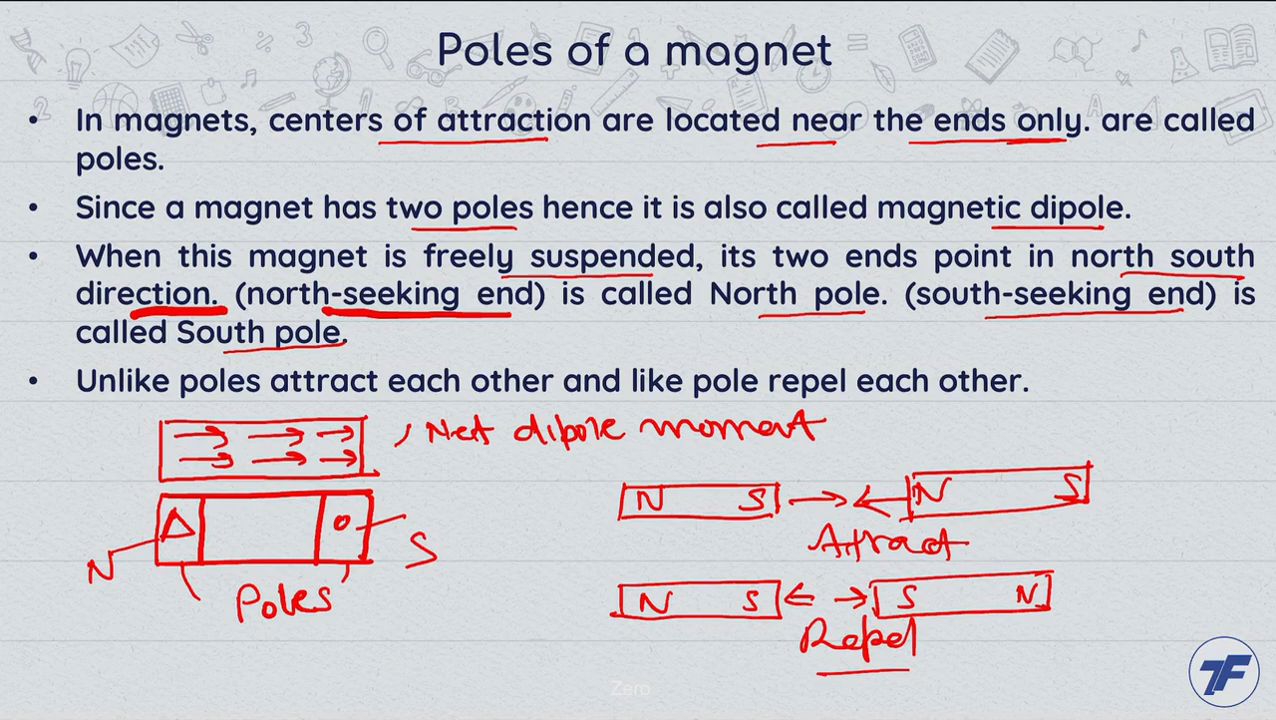 Poles of a magnet
• In magnets, centers of attraction are located near the ends only. are called
poles.
• Since a magnet has two poles hence it is also called magnetic dipole.
• When this magnet is freely suspended, its two ends point in north south
direction. (north-seeking end) is called North pole. (south-seeking end) is
called South pole.
• Unlike poles attract each other and like pole repel each other.
, Net dipole moment
N S N S
Attract
N S
Poles
N S S N
Repel
Zero
TF